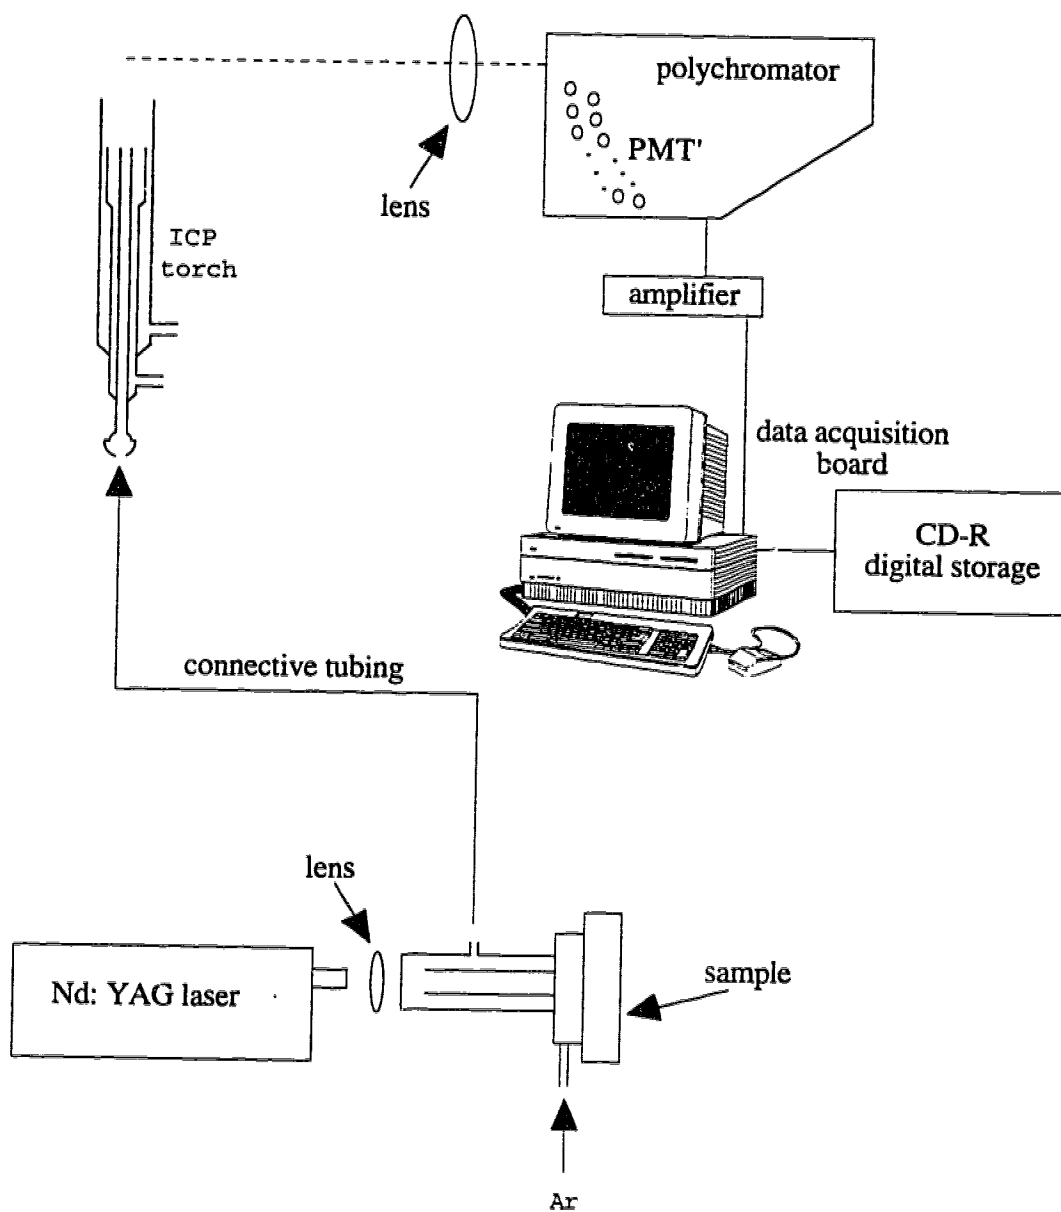 polychromator
PMT'
lens
ICP
torch
amplifier
data acquisition
board
CD-R
digital storage
connective tubing
lens
Nd: YAG laser
sample
Ar